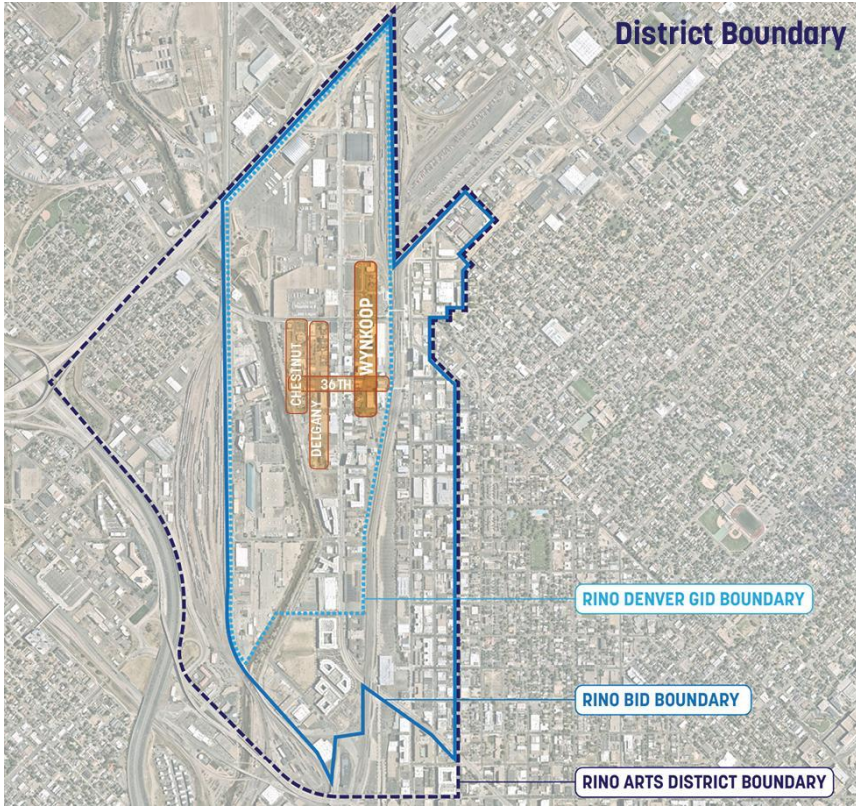 District Boundary
WYNKOOP
CHESTNUT
36TH
DELGANY
RINO DENVER GID BOUNDARY
RINO BID BOUNDARY
RINO ARTS DISTRICT BOUNDARY